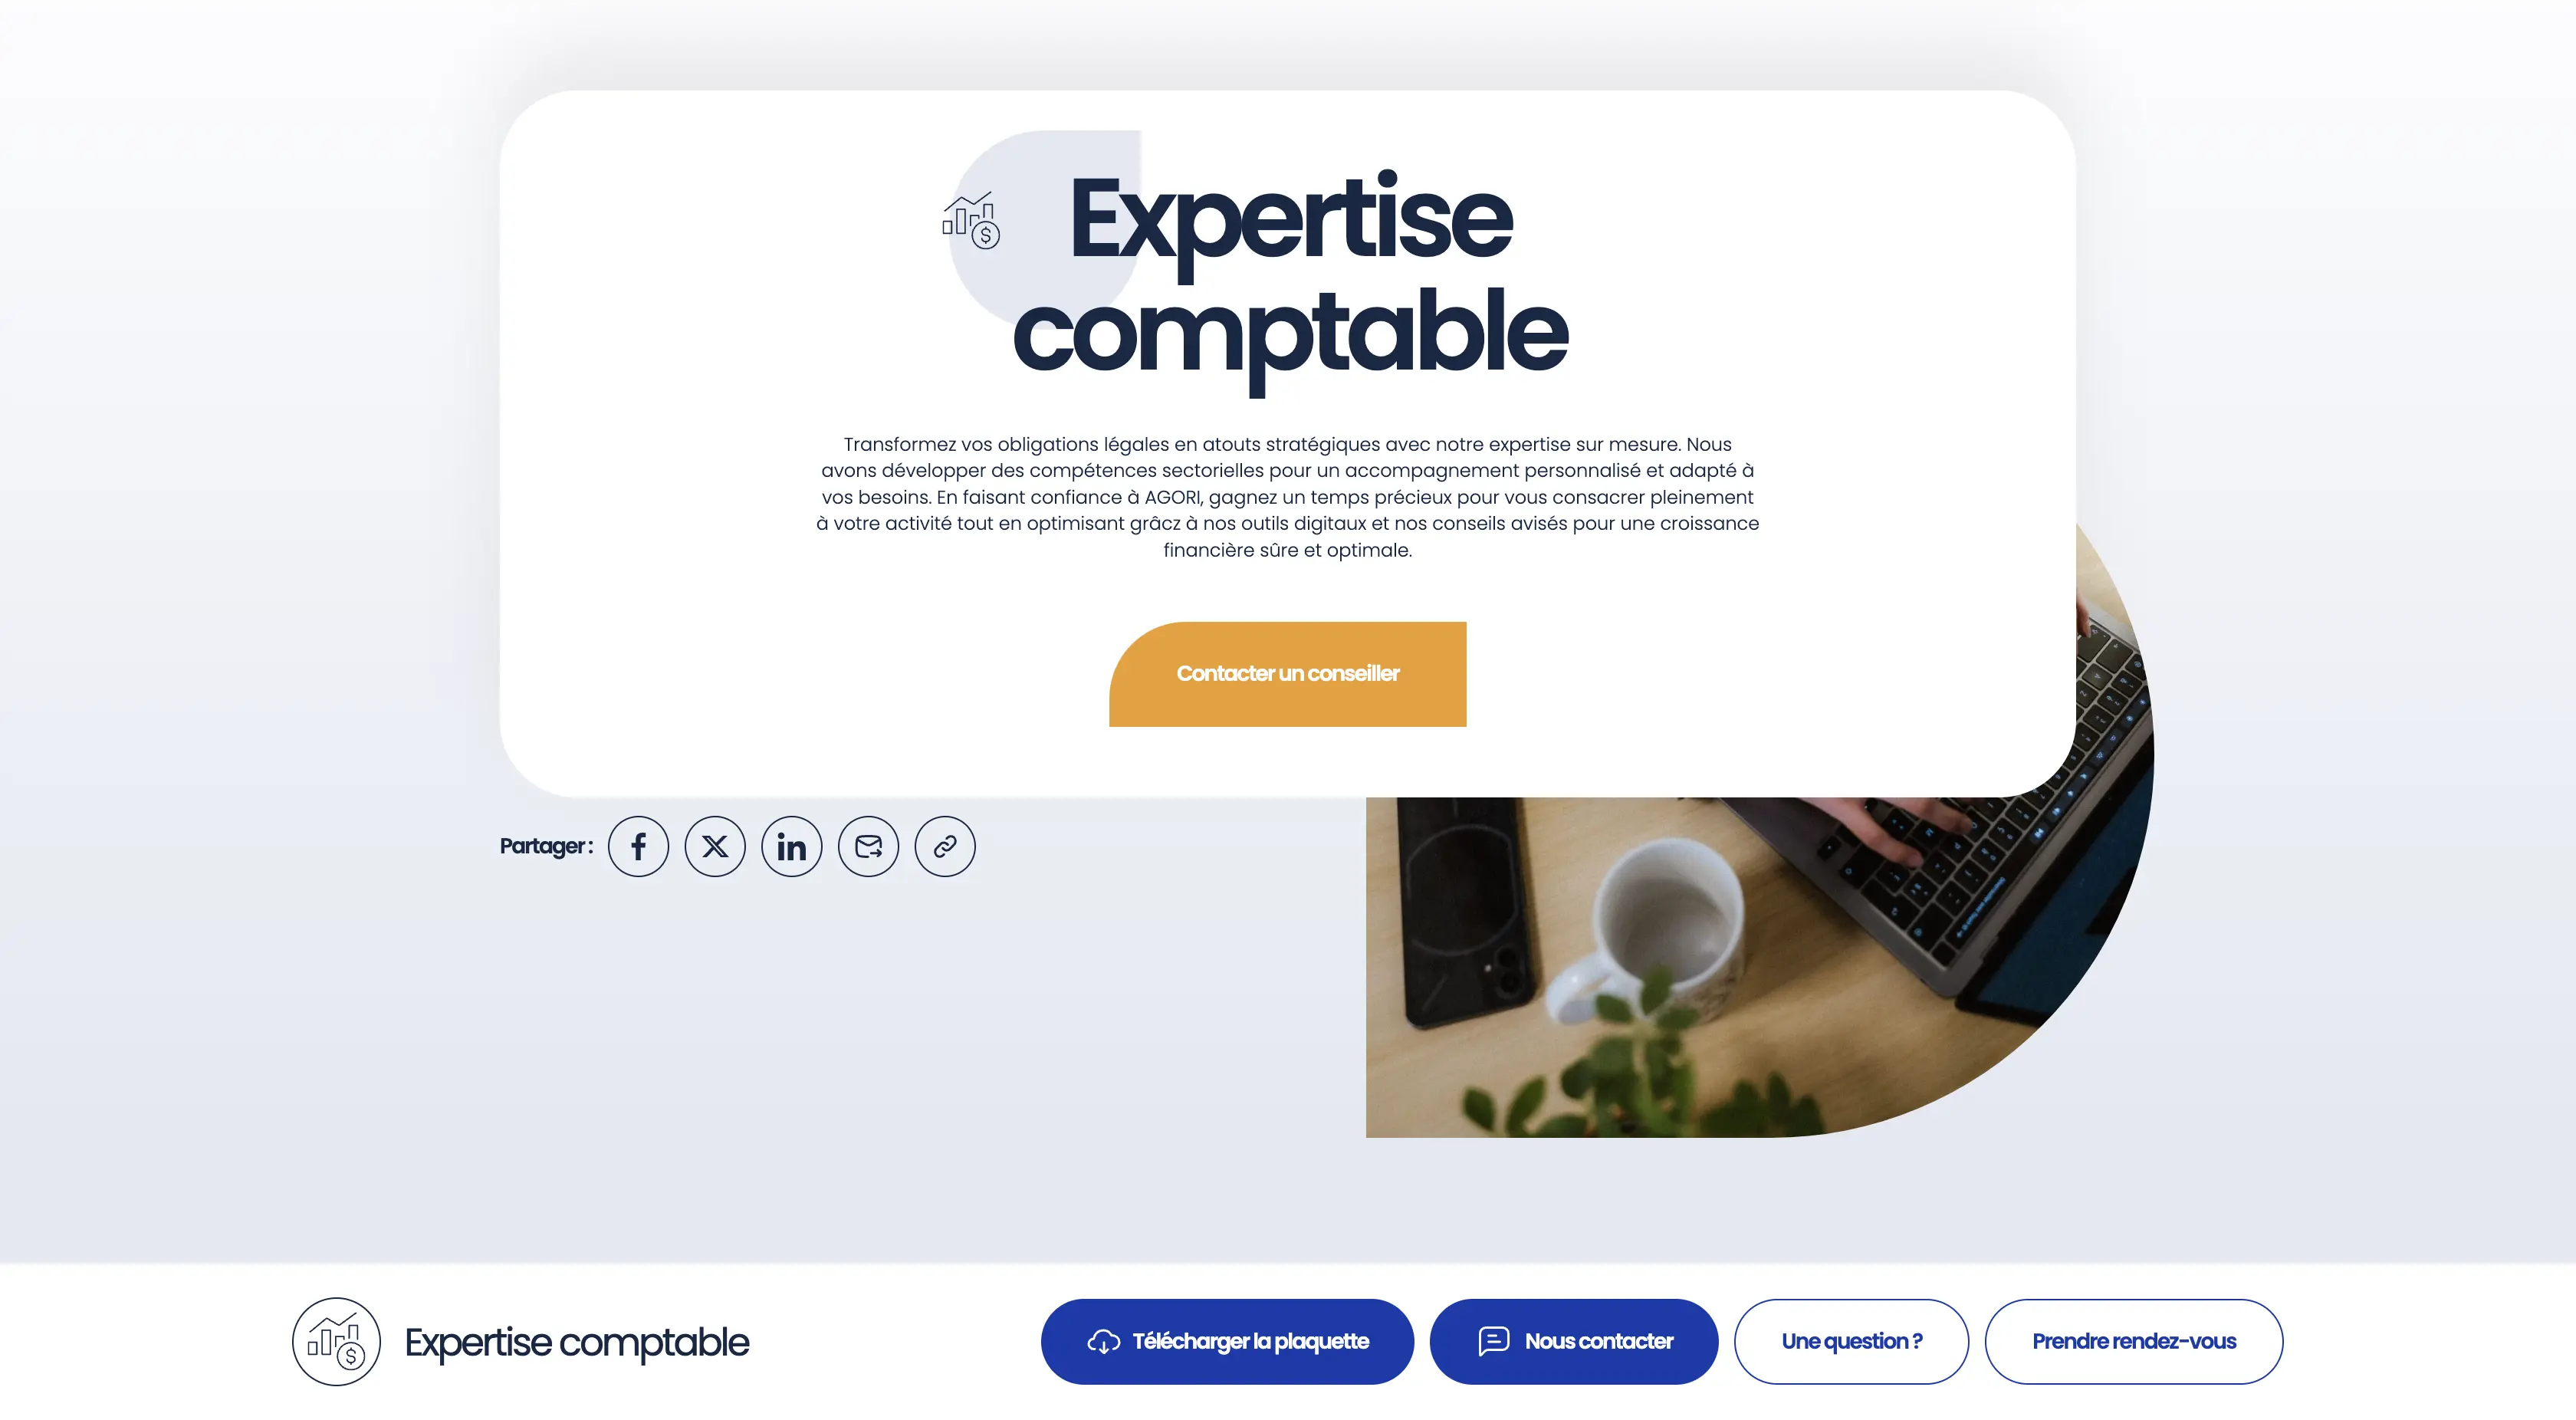 Expertise
comptable
Transformez vos obligations légales en atouts stratégiques avec notre expertise sur mesure. Nous
avons développer des compétences sectorielles pour un accompagnement personnalisé et adapté à
vos besoins. En faisant confiance à AGORI, gagnez un temps précieux pour vous consacrer pleinement
à votre activité tout en optimisant grâcz à nos outils digitaux et nos conseils avisés pour une croissance
financière sûre et optimale.
Contacter un conseiller
Partager :
Expertise comptable
Télécharger la plaquette
Nous contacter
Une question ?
Prendre rendez-vous